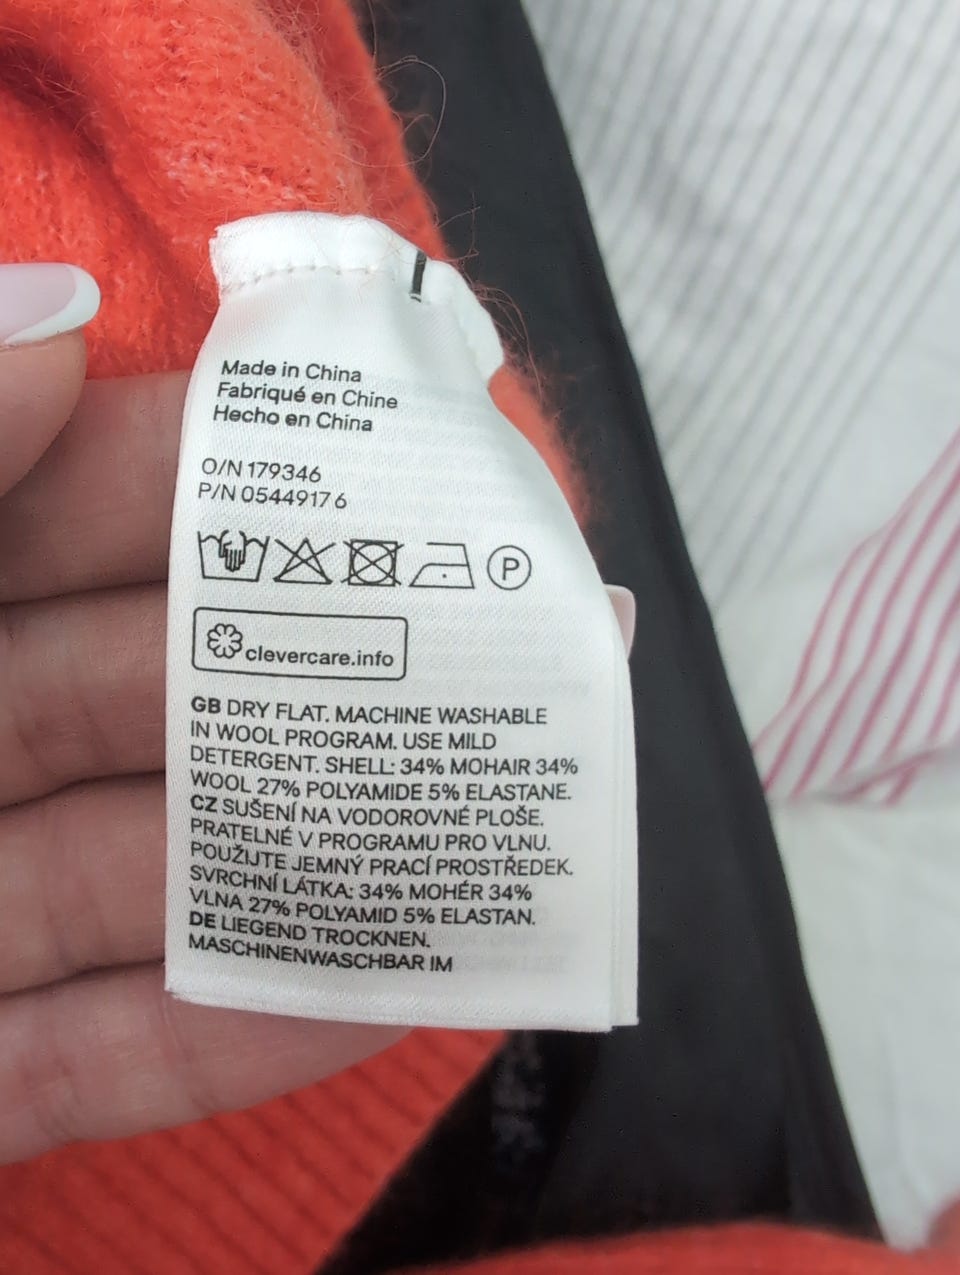 Made in China
Fabriqué en Chine
Hecho en China
O/N 179346
P/N 0544917 6
P
clevercare.info
GB DRY FLAT. MACHINE WASHABLE
IN WOOL PROGRAM. USE MILD
DETERGENT. SHELL: 34% MOHAIR 34%
WOOL 27% POLYAMIDE 5% ELASTANE.
CZ SUŠENÍ NA VODOROVNÉ PLOŠE.
PRATELNÉ V PROGRAMU PRO VLNU.
POUŽIJTE JEMNÝ PRACÍ PROSTŘEDEK.
SVRCHNÍ LÁTKA: 34% MOHÉR 34%
VLNA 27% POLYAMID 5% ELASTAN.
DE LIEGEND TROCKNEN.
MASCHINENWASCHBAR IM